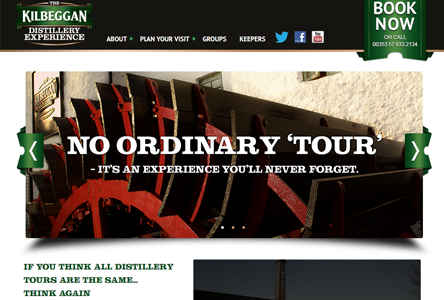 THE
KILBEGGAN
DISTILLERY
EXPERIENCE
ABOUT
PLAN YOUR VISIT
GROUPS
KEEPERS
BOOK
NOW
OR CALL
00353 57 933 2134
NO ORDINARY ‘TOUR’
– IT’S AN EXPERIENCE YOU’LL NEVER FORGET.
IF YOU THINK ALL DISTILLERY
TOURS ARE THE SAME...
THINK AGAIN